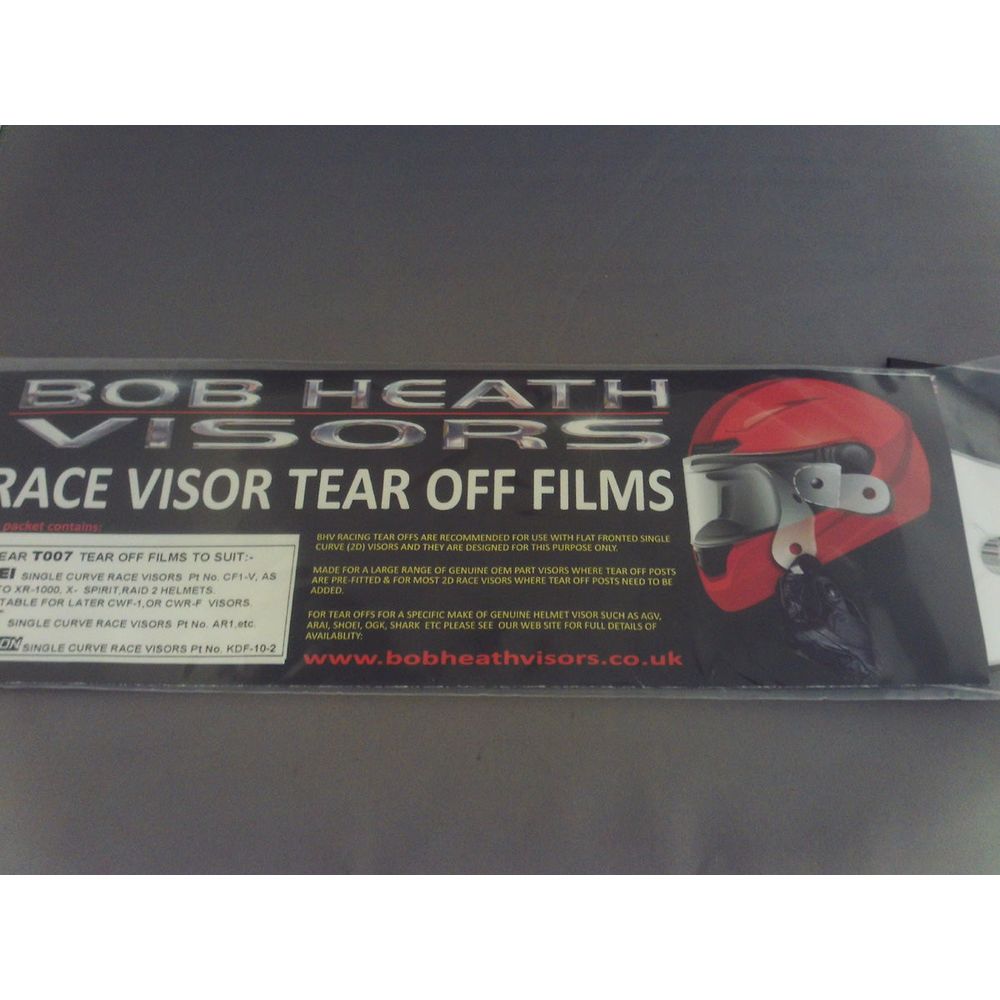 BOB HEATH
VISORS
RACE VISOR TEAR OFF FILMS
packet contains:
EAR T007 TEAR OFF FILMS TO SUIT:-
EI SINGLE CURVE RACE VISORS Pt No. CF1-V, AS
TO XR-1000, X- SPIRIT,RAID 2 HELMETS.
TABLE FOR LATER CWF-1,OR CWR-F VISORS
SINGLE CURVE RACE VISORS Pt No. AR1,etc.
ON SINGLE CURVE RACE VISORS Pt No. KDF-10-2
BHV RACING TEAR OFFS ARE RECOMMENDED FOR USE WITH FLAT FRONTED SINGLE
CURVE (2D) VISORS AND THEY ARE DESIGNED FOR THIS PURPOSE ONLY.
MADE FOR A LARGE RANGE OF GENUINE OEM PART VISORS WHERE TEAR OFF POSTS
ARE PRE-FITTED & FOR MOST 2D RACE VISORS WHERE TEAR OFF POSTS NEED TO BE
ADDED.
FOR TEAR OFFS FOR A SPECIFIC MAKE OF GENUINE HELMET VISOR SUCH AS AGV,
ARAI, SHOEI, OGK, SHARK ETC PLEASE SEE OUR WEB SITE FOR FULL DETAILS OF
AVAILABLITY:
www.bobheathvisors.co.uk